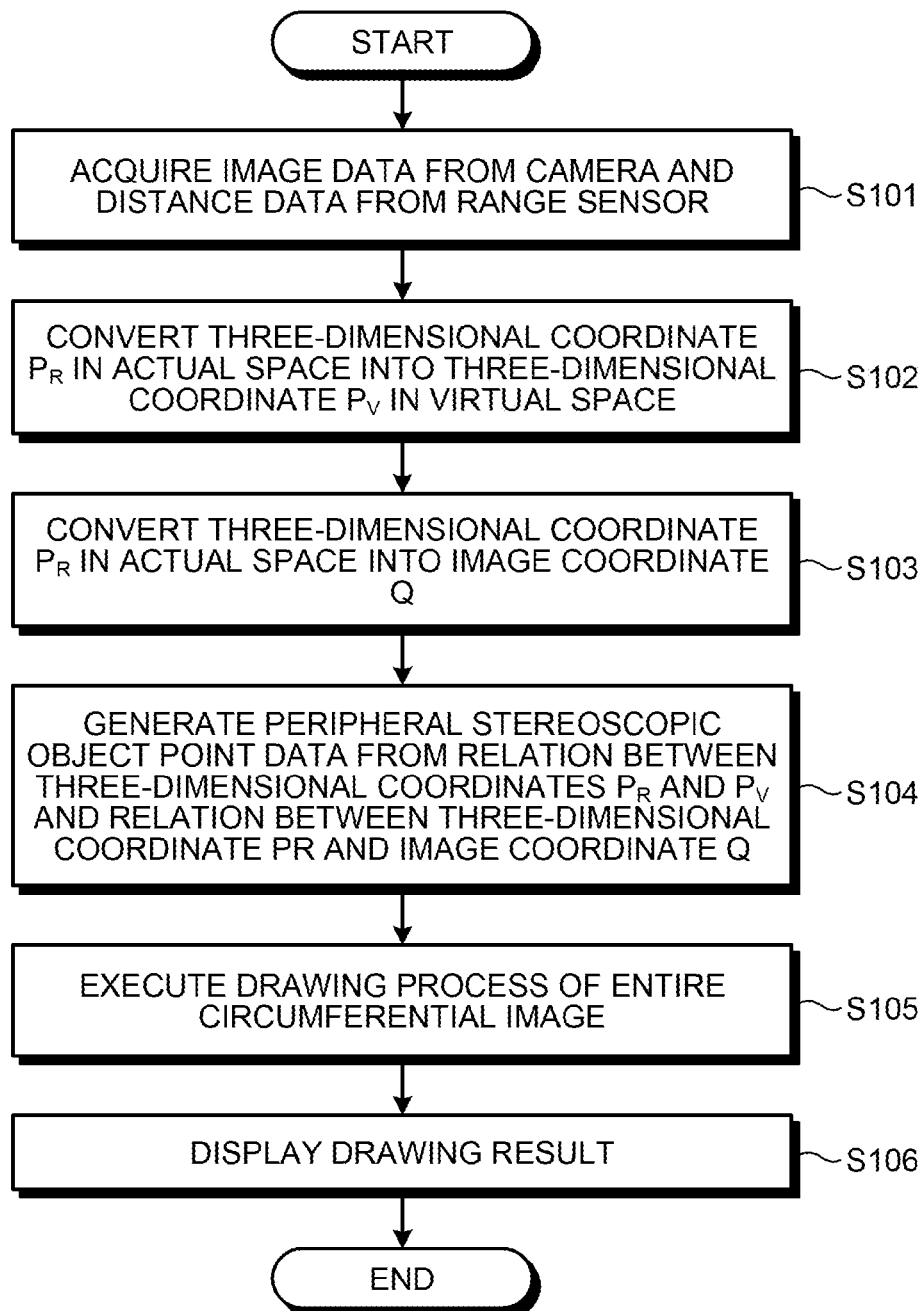 START
ACQUIRE IMAGE DATA FROM CAMERA AND
DISTANCE DATA FROM RANGE SENSOR
S101
CONVERT THREE-DIMENSIONAL COORDINATE
PR IN ACTUAL SPACE INTO THREE-DIMENSIONAL
COORDINATE PV IN VIRTUAL SPACE
S102
CONVERT THREE-DIMENSIONAL COORDINATE
PR IN ACTUAL SPACE INTO IMAGE COORDINATE
Q
S103
GENERATE PERIPHERAL STEREOSCOPIC
OBJECT POINT DATA FROM RELATION BETWEEN
THREE-DIMENSIONAL COORDINATES PR AND PV
AND RELATION BETWEEN THREE-DIMENSIONAL
COORDINATE PR AND IMAGE COORDINATE Q
S104
EXECUTE DRAWING PROCESS OF ENTIRE
CIRCUMFERENTIAL IMAGE
S105
DISPLAY DRAWING RESULT
S106
END